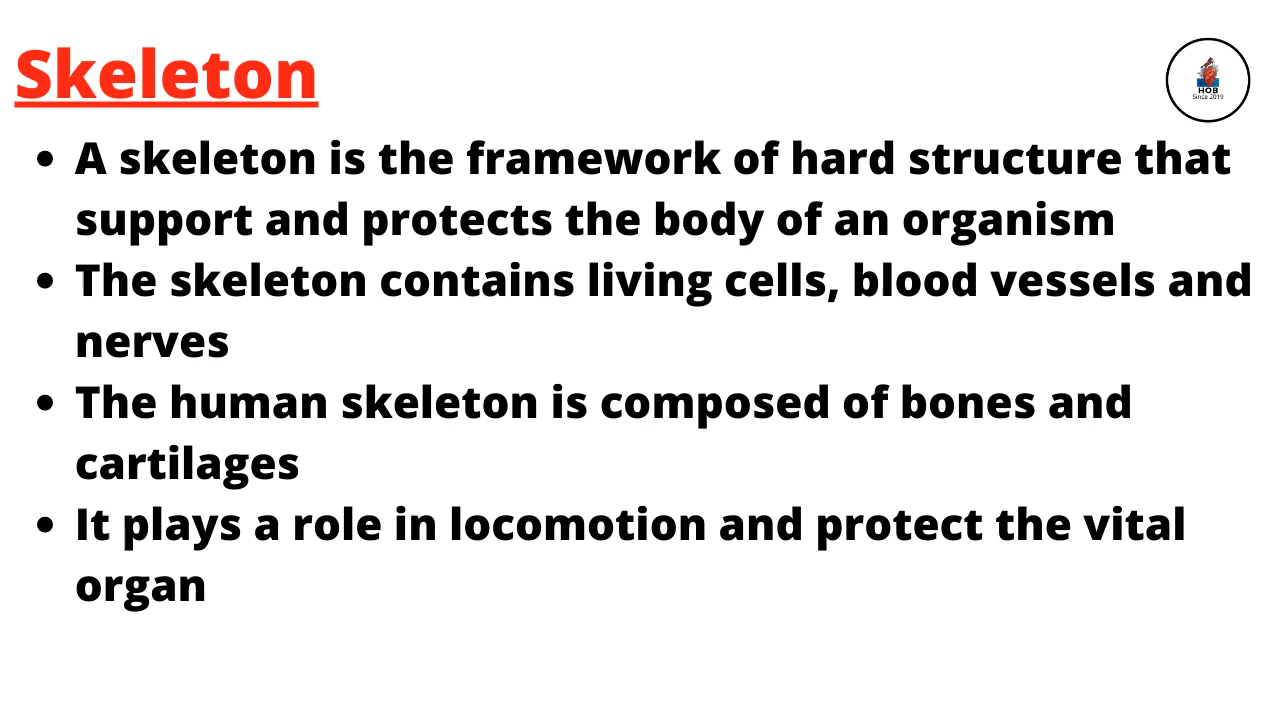 Skeleton
HOB
Since 2019
• A skeleton is the framework of hard structure that
support and protects the body of an organism
• The skeleton contains living cells, blood vessels and
nerves
• The human skeleton is composed of bones and
cartilages
• It plays a role in locomotion and protect the vital
organ